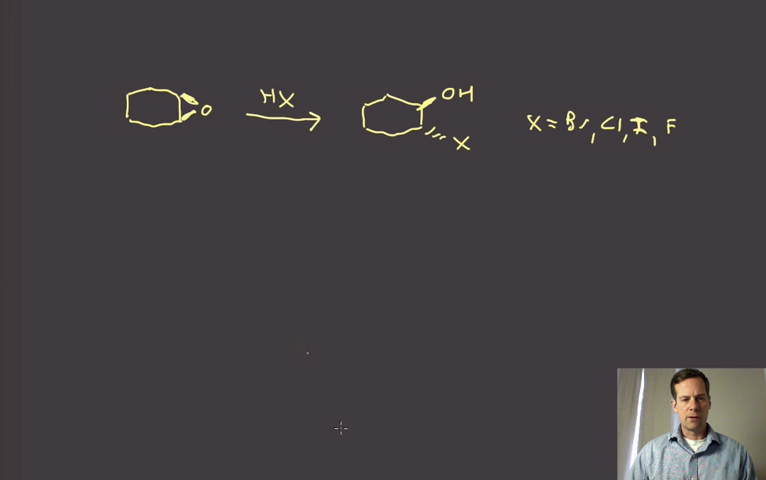 O
HX
OH
X
X = Br, Cl, I, F